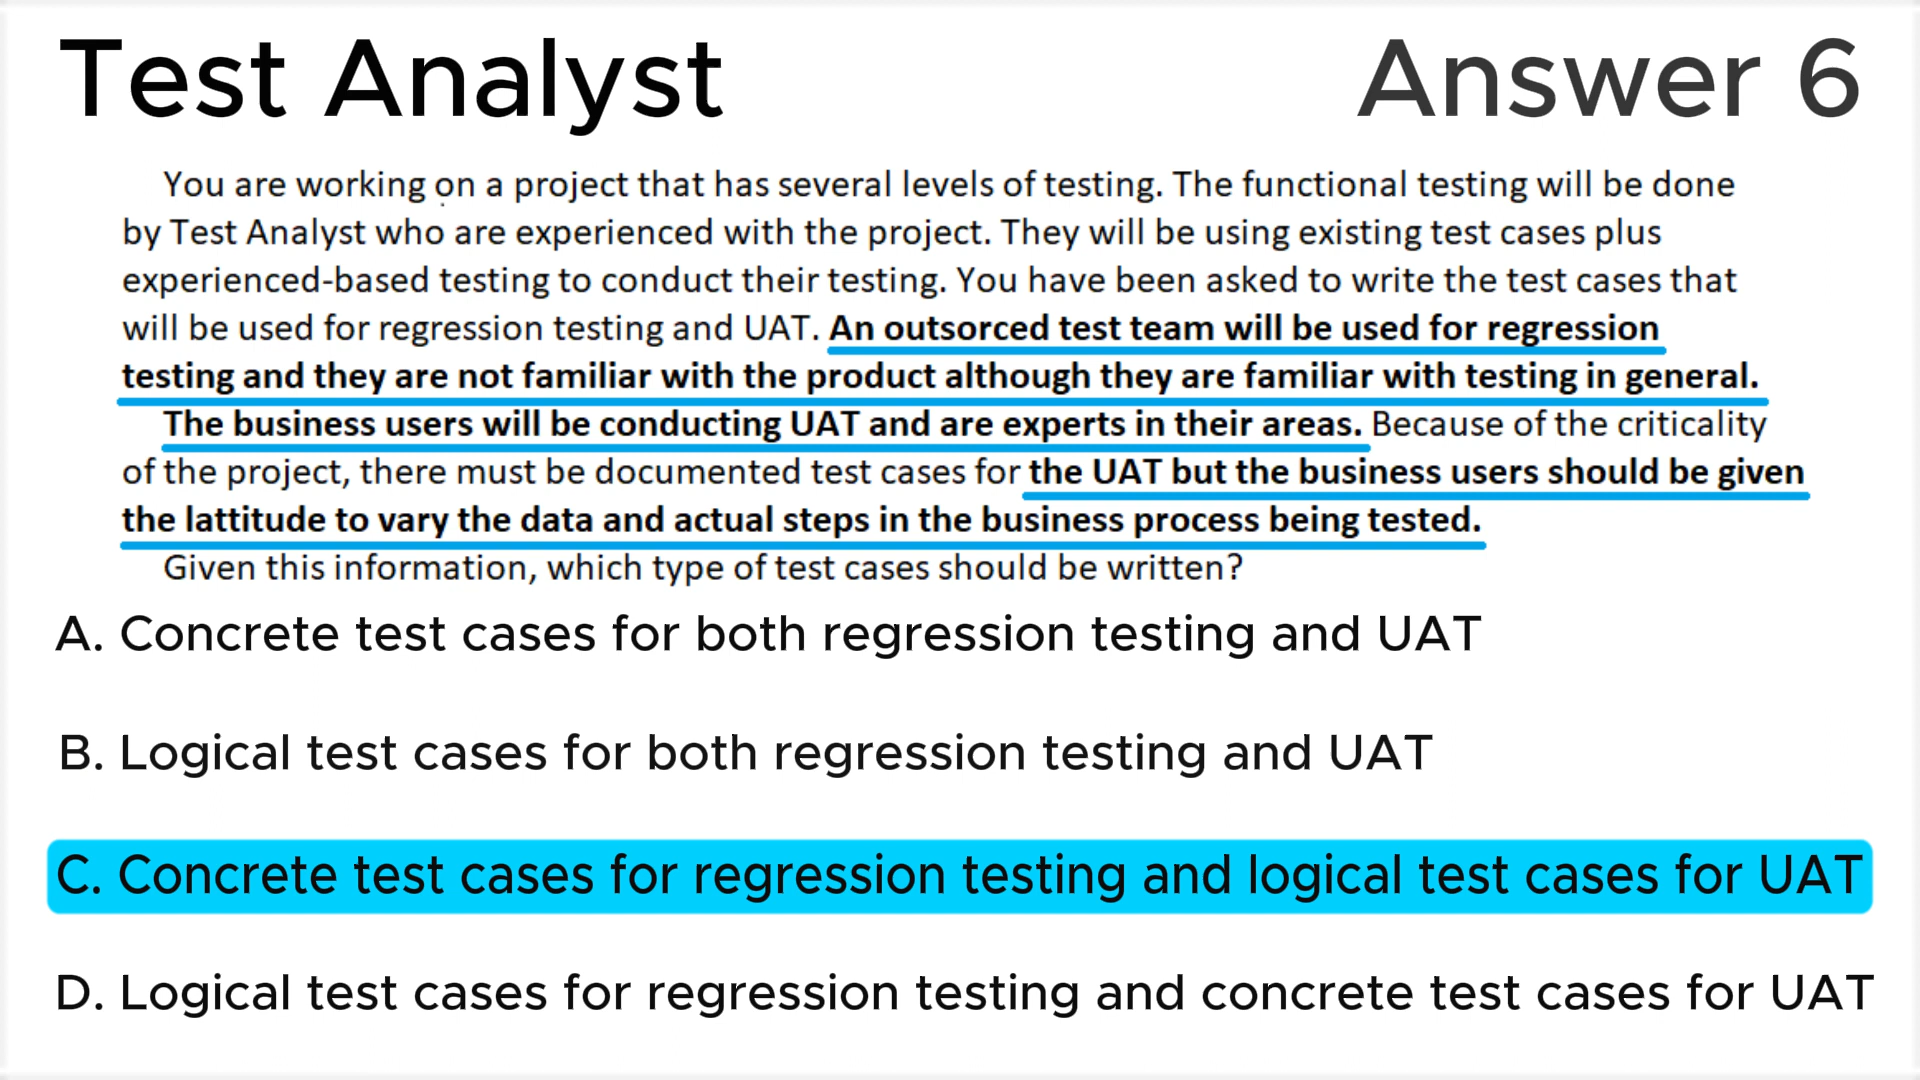 Test Analyst
Answer 6
You are working on a project that has several levels of testing. The functional testing will be done
by Test Analyst who are experienced with the project. They will be using existing test cases plus
experienced-based testing to conduct their testing. You have been asked to write the test cases that
will be used for regression testing and UAT. An outsorced test team will be used for regression
testing and they are not familiar with the product although they are familiar with testing in general.
The business users will be conducting UAT and are experts in their areas. Because of the criticality
of the project, there must be documented test cases for the UAT but the business users should be given
the lattitude to vary the data and actual steps in the business process being tested.
Given this information, which type of test cases should be written?
A. Concrete test cases for both regression testing and UAT
B. Logical test cases for both regression testing and UAT
C. Concrete test cases for regression testing and logical test cases for UAT
D. Logical test cases for regression testing and concrete test cases for UAT